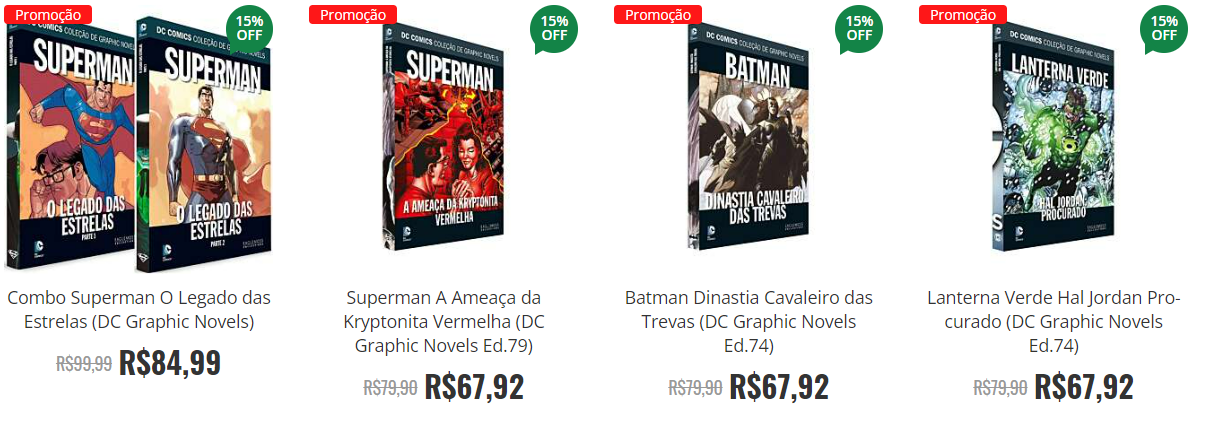 Promoção
15%
OFF
DC COMICS COLEÇÃO DE GRAPHIC NOVELS
SUPERMAN
O LEGADO DAS
ESTRELAS
PARTE 1
SUPERMAN
O LEGADO DAS
ESTRELAS
PARTE 2
Combo Superman O Legado das
Estrelas (DC Graphic Novels)
R$99,99 R$84,99
Promoção
15%
OFF
DC COMICS COLEÇÃO DE GRAPHIC NOVELS
SUPERMAN
A AMEAÇA DA KRYPTONITA
VERMELHA
Superman A Ameaça da
Kryptonita Vermelha (DC
Graphic Novels Ed.79)
R$79,90 R$67,92
Promoção
15%
OFF
DC COMICS COLEÇÃO DE GRAPHIC NOVELS
BATMAN
DINASTIA CAVALEIRO
DAS TREVAS
Batman Dinastia Cavaleiro das
Trevas (DC Graphic Novels
Ed.74)
R$79,90 R$67,92
Promoção
15%
OFF
DC COMICS COLEÇÃO DE GRAPHIC NOVELS
LANTERNA VERDE
HAL JORDAN
PROCURADO
Lanterna Verde Hal Jordan Pro-
curado (DC Graphic Novels
Ed.74)
R$79,90 R$67,92